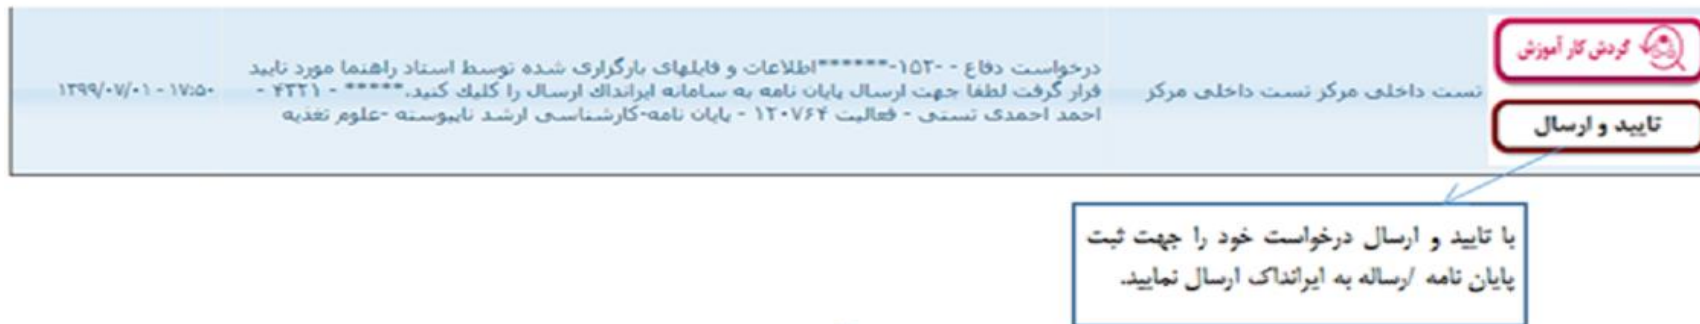 گردش کار آموزش
تایید و ارسال
تست داخلی مرکز تست داخلی مرکز
درخواست دفاع - -۱۵۲-******اطلاعات و فایلهای بارگزاری شده توسط استاد راهنما مورد تایید
قرار گرفت لطفا جهت ارسال پایان نامه به سامانه ایرانداك ارسال را کلیك کنید.***** - ۴۳۲۱ -
احمد احمدی تستی - فعالیت ۱۲۰۷۶۴ - پایان نامه-کارشناسی ارشد ناپیوسته -علوم تغذیه
۱۳۹۹/۰۷/۰۱ - ۱۷:۵۰
با تایید و ارسال درخواست خود را جهت ثبت
پایان نامه /رساله به ایرانداک ارسال نمایید.